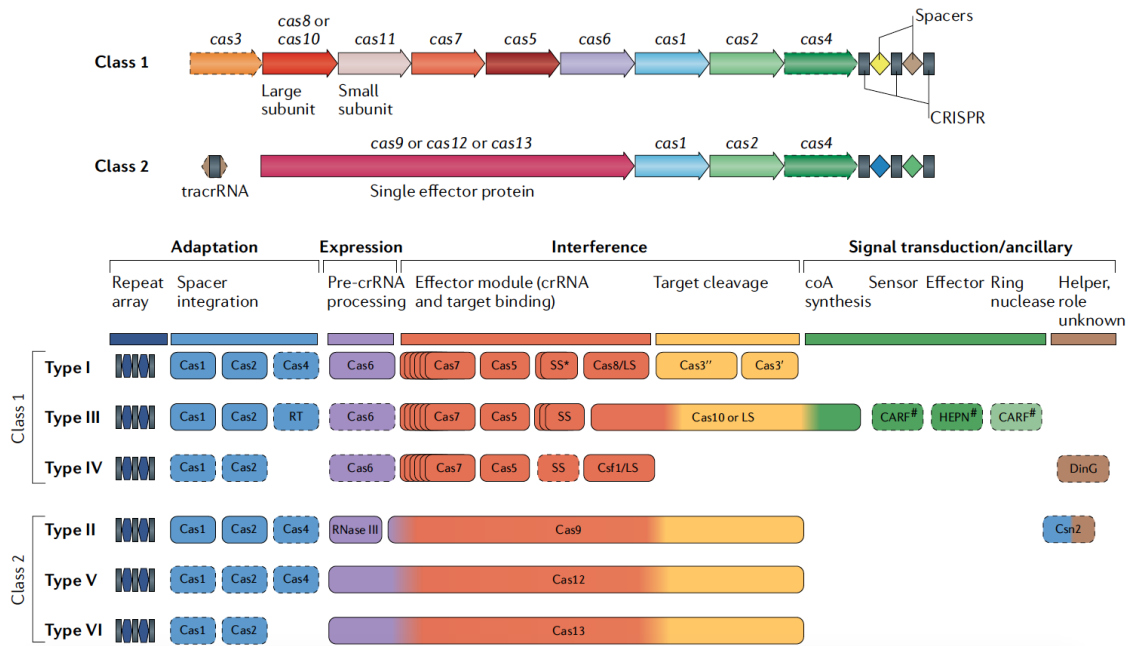 Spacers
cas8 or
cas3 cas10 cas11 cas7 cas5 cas6 cas1 cas2 cas4
Class 1
Large subunit
Small subunit
CRISPR
cas9 or cas12 or cas13 cas1 cas2 cas4
Class 2
tracrRNA Single effector protein
Adaptation Expression Interference Signal transduction/ancillary
Repeat array
Spacer integration
Pre-crRNA processing
Effector module (crRNA and target binding)
Target cleavage
coA synthesis
Sensor
Effector
Ring nuclease
Helper, role unknown
Class 1
Type I Cas1 Cas2 Cas4 Cas6 Cas7 Cas5 SS* Cas8/LS Cas3′′ Cas3′
Type III Cas1 Cas2 RT Cas6 Cas7 Cas5 SS Cas10 or LS CARF# HEPN# CARF#
Type IV Cas1 Cas2 Cas6 Cas7 Cas5 SS Csf1/LS DinG
Class 2
Type II Cas1 Cas2 Cas4 RNase III Cas9 Csn2
Type V Cas1 Cas2 Cas4 Cas12
Type VI Cas1 Cas2 Cas13